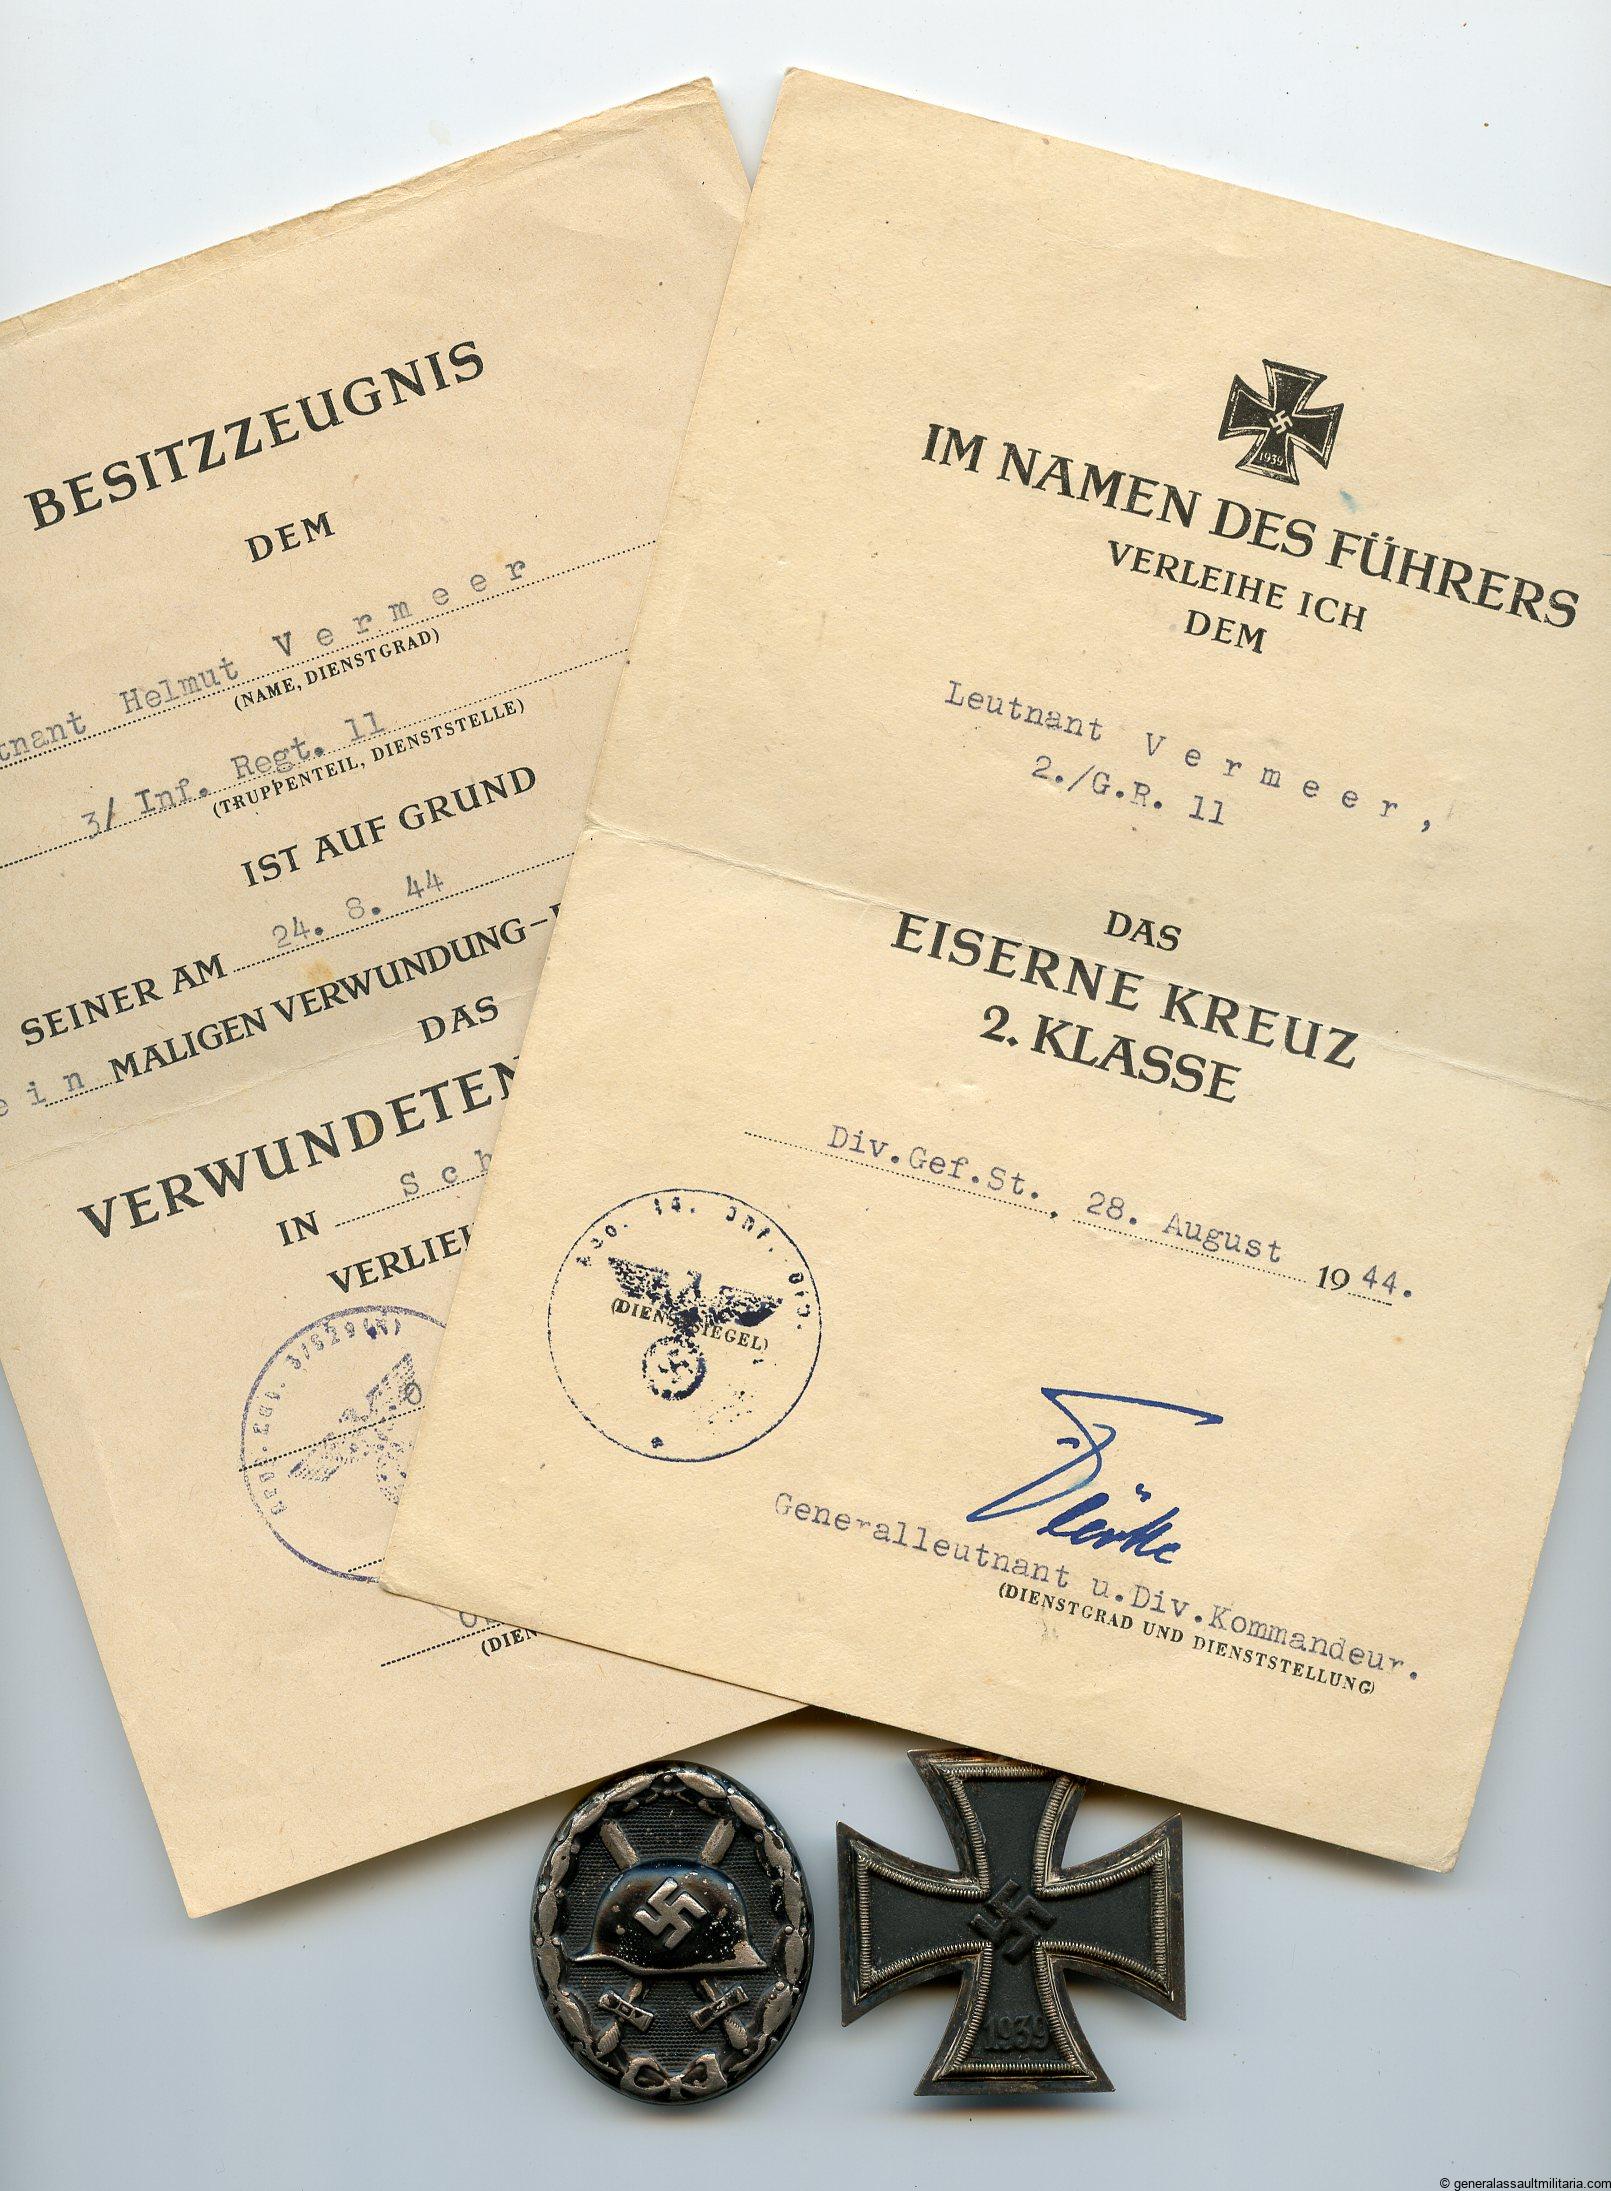 BESITZZEUGNIS
DEM
tnant Helmut Vermeer
(NAME, DIENSTGRAD)
3/ Inf. Regt. 11
(TRUPPENTEIL, DIENSTSTELLE)
IST AUF GRUND
SEINER AM 24. 8. 44
ein MALIGEN VERWUNDUNG-
DAS
VERWUNDETEN
IN Sch
VERLIEH
(DIEN
IM NAMEN DES FÜHRERS
VERLEIHE ICH
DEM
Leutnant Vermeer,
2./G.R. 11
DAS
EISERNE KREUZ
2. KLASSE
Div.Gef.St., 28. August 1944.
(DIENSTSIEGEL)
Generalleutnant u.Div.Kommandeur.
(DIENSTGRAD UND DIENSTSTELLUNG)
1939
1939
© generalassaultmilitaria.com